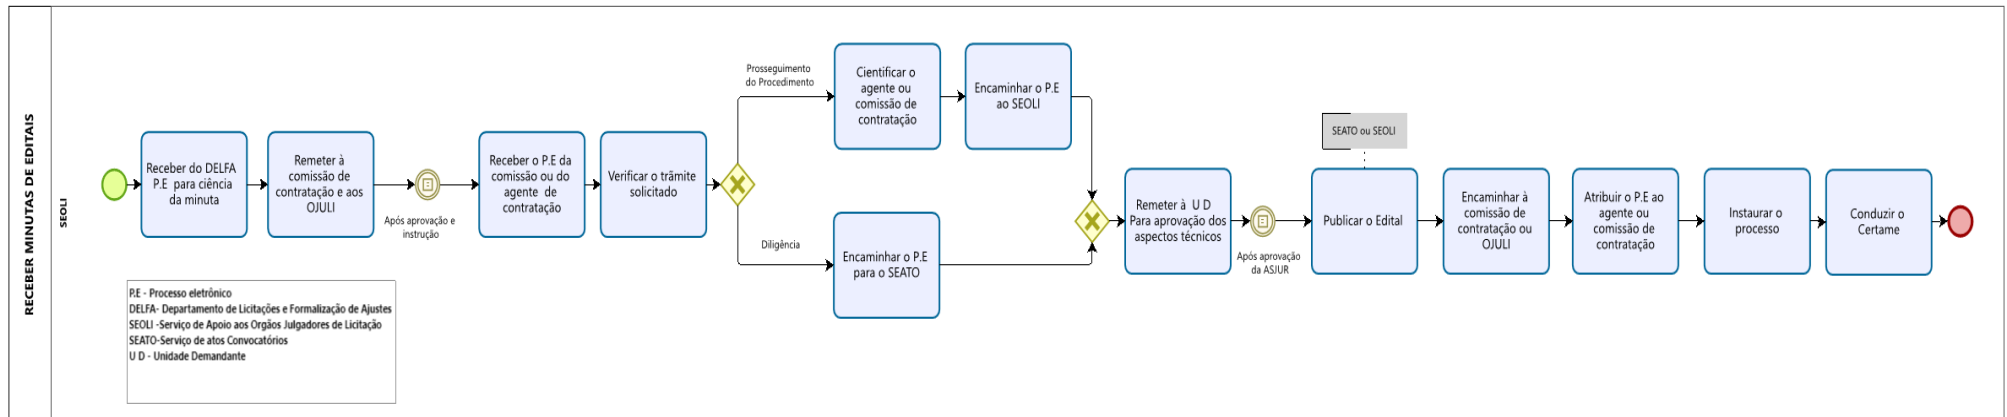 RECEBER MINUTAS DE EDITAIS
SEOLI
Receber do DELFA
P.E para ciência
da minuta
Remeter à
comissão de
contratação e aos
OJULI
Após aprovação e
instrução
Receber o P.E da
comissão ou do
agente de
contratação
Verificar o trâmite
solicitado
Prosseguimento
do Procedimento
Cientificar o
agente ou
comissão de
contratação
Encaminhar o P.E
ao SEOLI
Diligência
Encaminhar o P.E
para o SEATO
Remeter à U D
Para aprovação dos
aspectos técnicos
Após aprovação
da ASJUR
SEATO ou SEOLI
Publicar o Edital
Encaminhar à
comissão de
contratação ou
OJULI
Atribuir o P.E ao
agente ou
comissão de
contratação
Instaurar o
processo
Conduzir o
Certame
P.E - Processo eletrônico
DELFA- Departamento de Licitações e Formalização de Ajustes
SEOLI -Serviço de Apoio aos Orgãos Julgadores de Licitação
SEATO-Serviço de atos Convocatórios
U D - Unidade Demandante